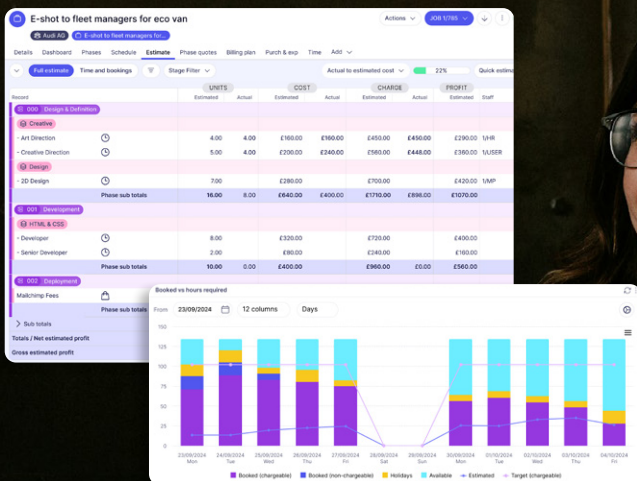 E-shot to fleet managers for eco van
Actions
JOB 1/785
Audi AG
E-shot to fleet managers for...
Details Dashboard Phases Schedule Estimate Phase quotes Billing plan Purch & exp Time Add
Full estimate Time and bookings Stage Filter Actual to estimated cost 22% Quick estima
UNITS COST CHARGE PROFIT
Record Estimated Actual Estimated Actual Estimated Actual Estimated Staff
000 Design & Definition
Creative
- Art Direction 4.00 4.00 £160.00 £160.00 £450.00 £450.00 £290.00 1/HR
- Creative Direction 5.00 4.00 £200.00 £240.00 £560.00 £448.00 £360.00 1/USER
Design
- 2D Design 7.00 £280.00 £700.00 £420.00 1/MP
Phase sub totals 16.00 8.00 £640.00 £400.00 £1710.00 £898.00 £1070.00
001 Development
HTML & CSS
- Developer 8.00 £320.00 £720.00 £400.00
- Senior Developer 2.00 £80.00 £240.00 £160.00
Phase sub totals 10.00 0.00 £400.00 £960.00 £0.00 £560.00
002 Deployment
Mailchimp Fees
Phase sub totals
Sub totals
Totals / Net estimated profit
Gross estimated profit
Booked vs hours required
From 23/09/2024 12 columns Days
150
125
100
75
50
25
0
23/09/2024 24/09/2024 25/09/2024 26/09/2024 27/09/2024 28/09/2024 29/09/2024 30/09/2024 01/10/2024 02/10/2024 03/10/2024 04/10/2024
Mon Tue Wed Thu Fri Sat Sun Mon Tue Wed Thu Fri
Booked (chargeable) Booked (non-chargeable) Holidays Available Estimated Target (chargeable)